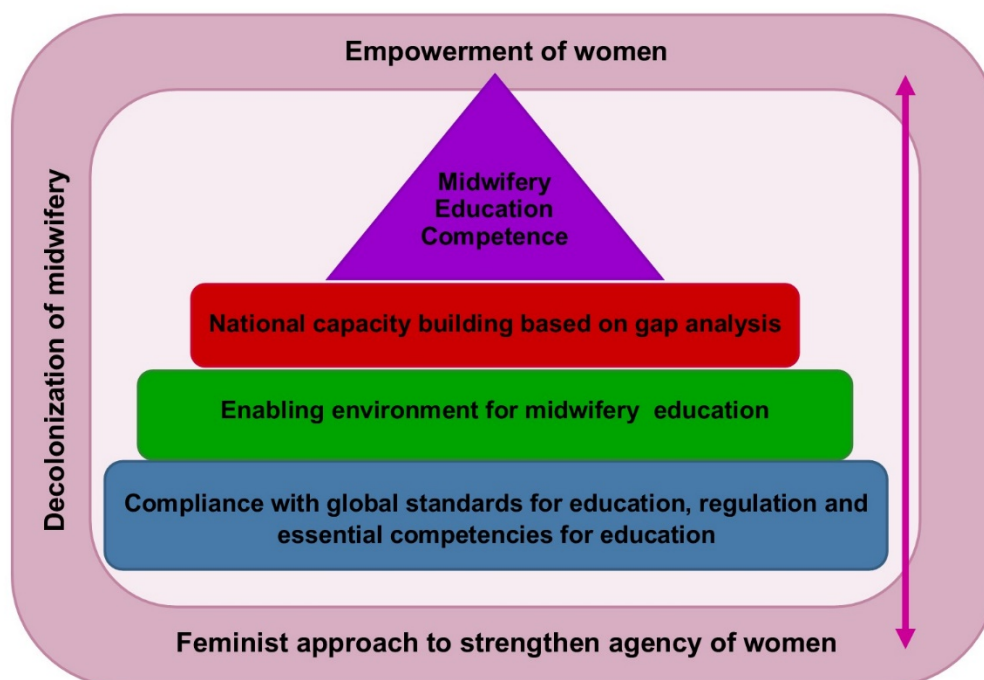 Empowerment of women
Decolonization of midwifery
Midwifery
Education
Competence
National capacity building based on gap analysis
Enabling environment for midwifery education
Compliance with global standards for education, regulation and
essential competencies for education
Feminist approach to strengthen agency of women